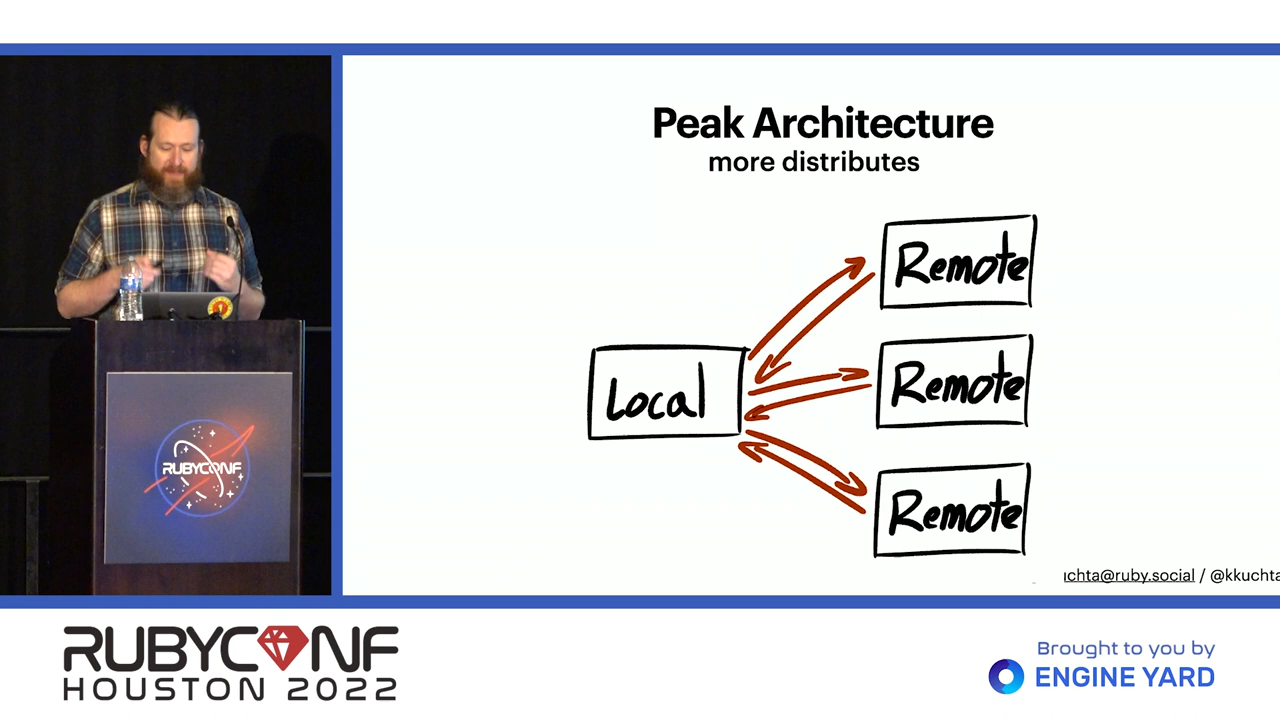 Peak Architecture
more distributes
Remote
Local
Remote
Remote
uchta@ruby.social / @kkuchta
RUBYCONF
RUBYCONF
HOUSTON 2022
Brought to you by
ENGINE YARD